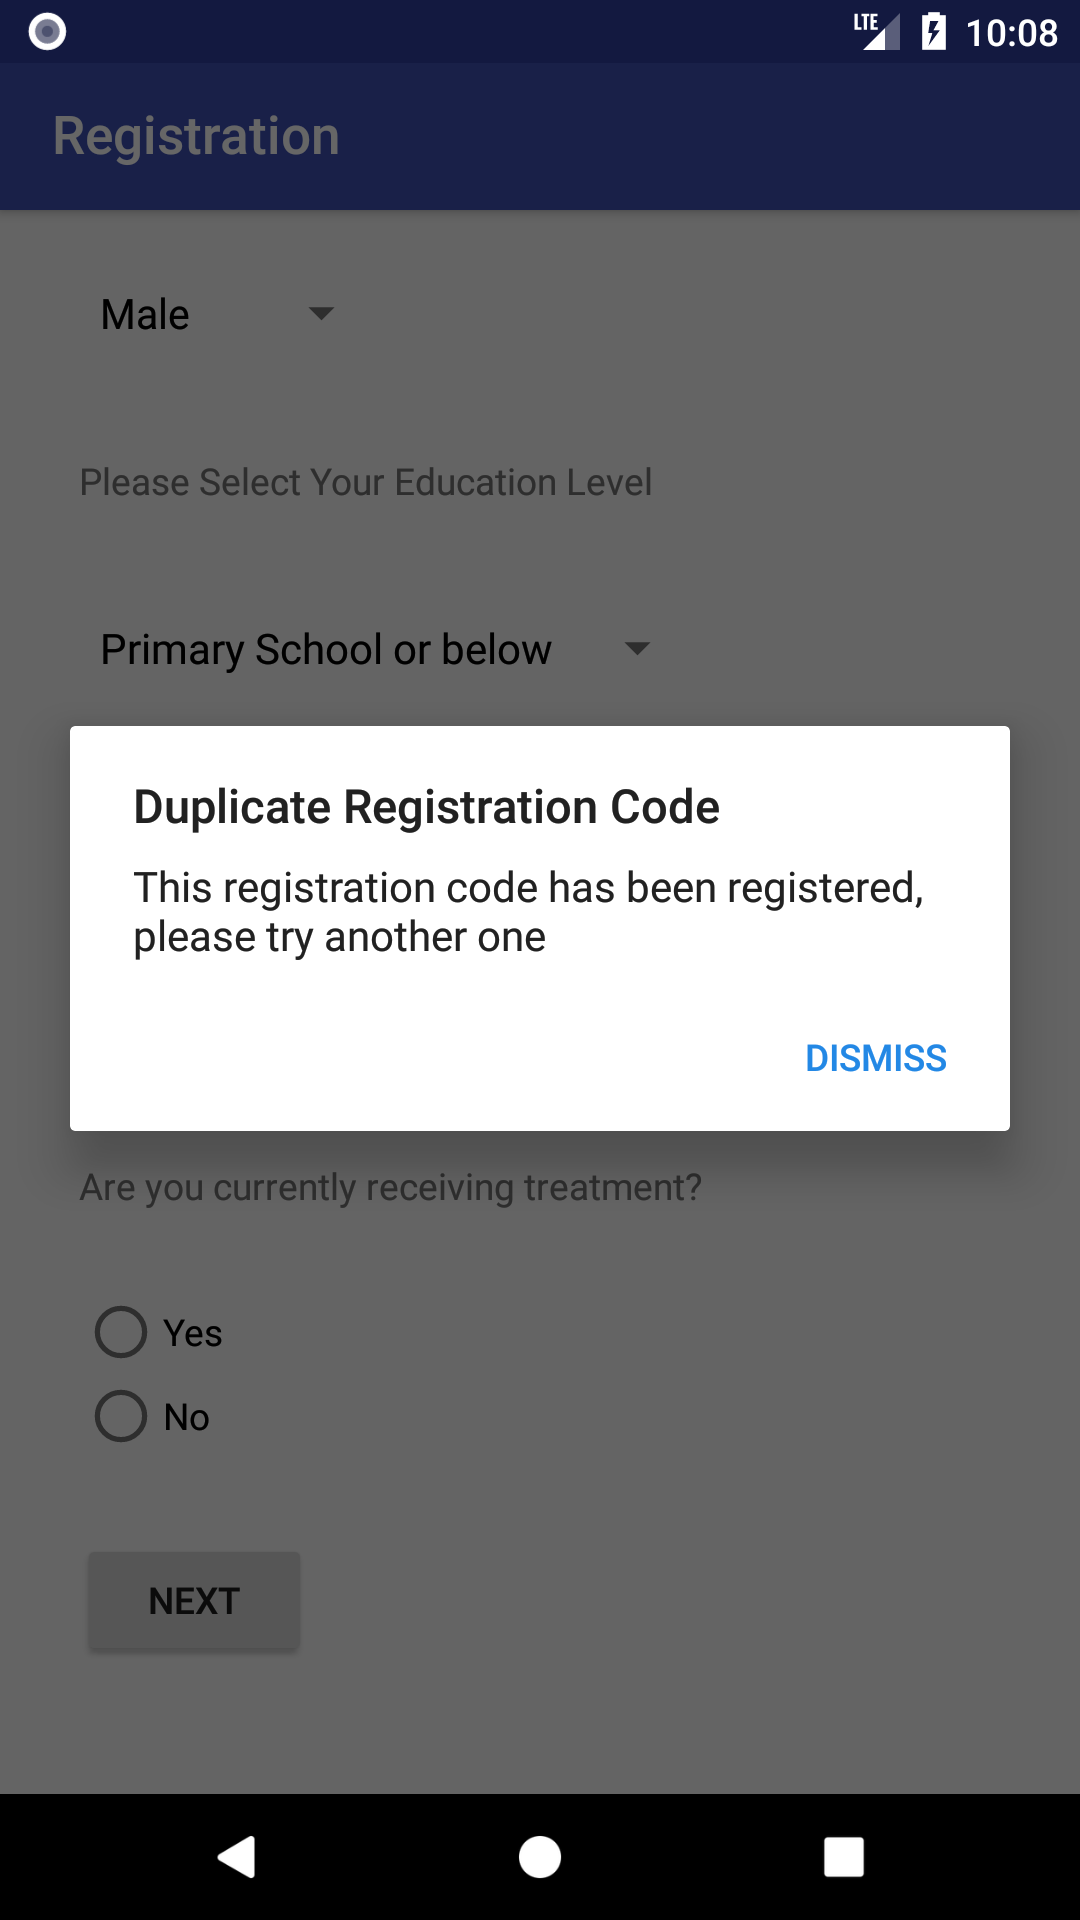 LTE 10:08
Registration
Male
Please Select Your Education Level
Primary School or below
Duplicate Registration Code
This registration code has been registered,
please try another one
DISMISS
Are you currently receiving treatment?
Yes
No
NEXT